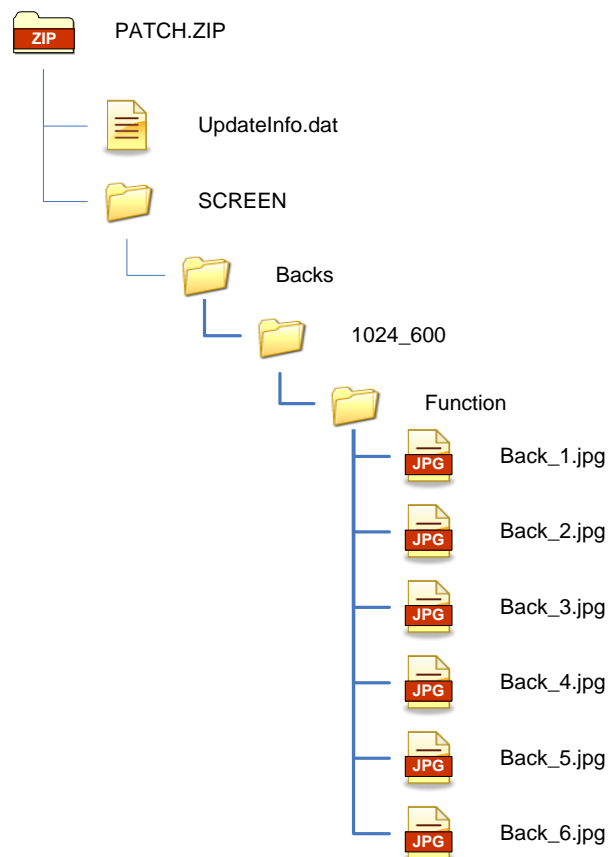 ZIP
PATCH.ZIP
UpdateInfo.dat
SCREEN
Backs
1024_600
Function
JPG
Back_1.jpg
JPG
Back_2.jpg
JPG
Back_3.jpg
JPG
Back_4.jpg
JPG
Back_5.jpg
JPG
Back_6.jpg